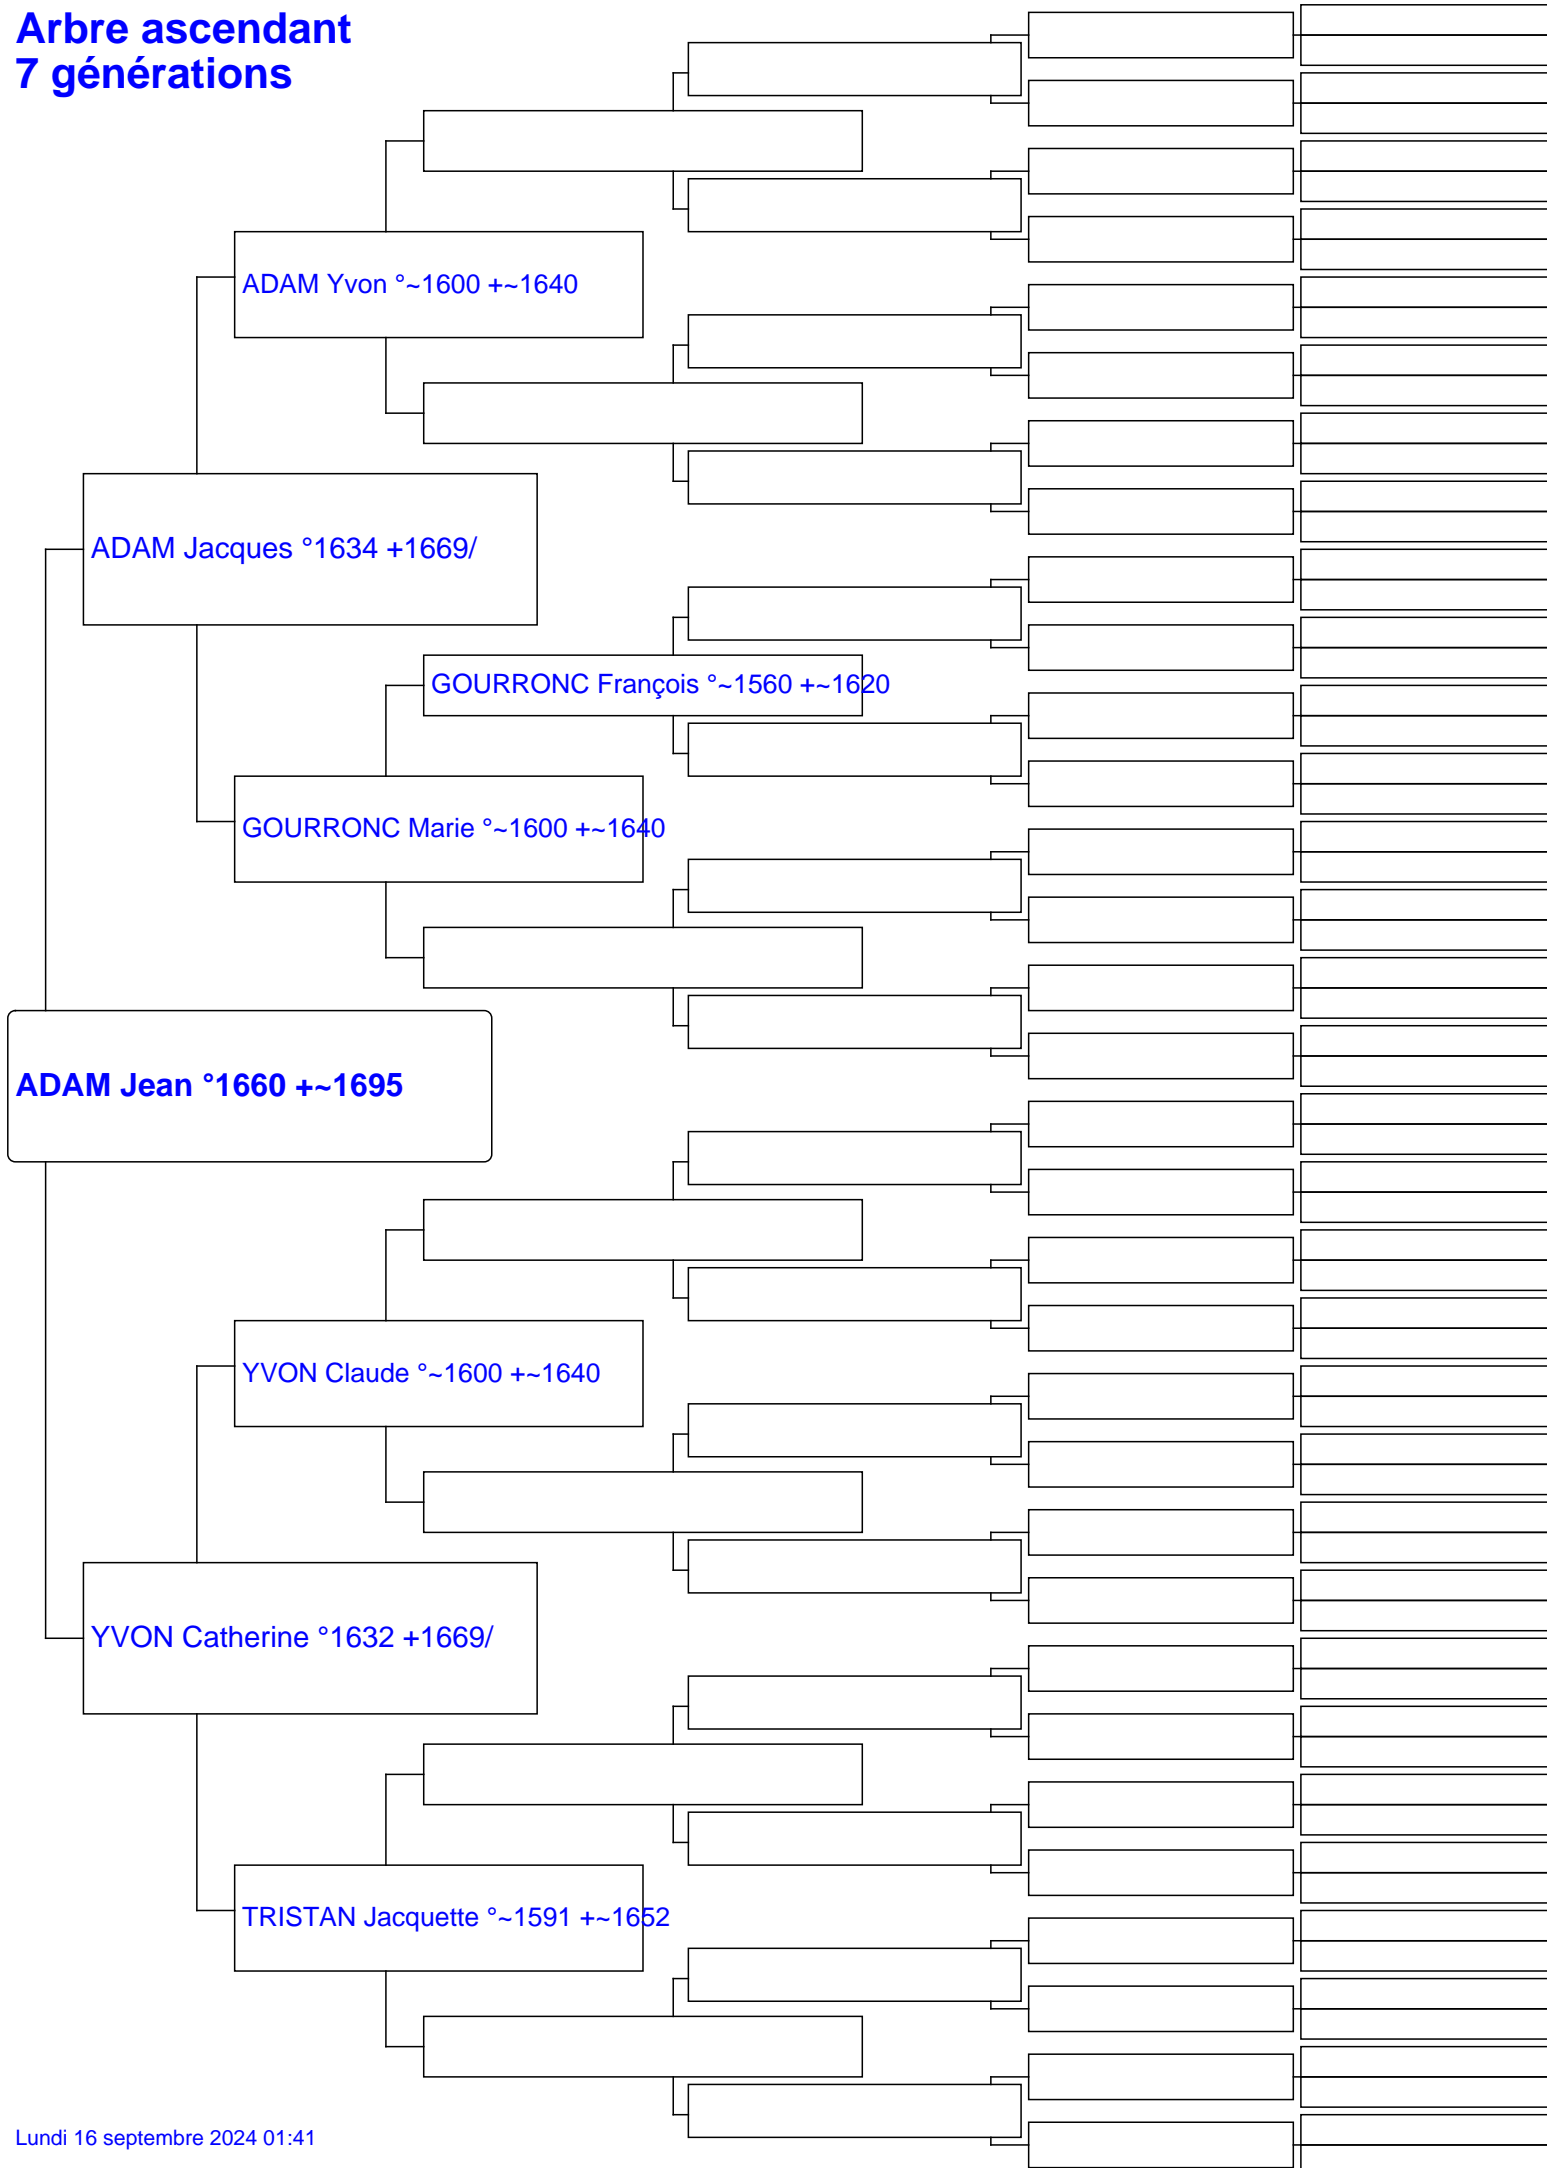 Arbre ascendant
7 générations
ADAM Yvon °~1600 +~1640
ADAM Jacques °1634 +1669/
GOURRONC François °~1560 +~1620
GOURRONC Marie °~1600 +~1640
ADAM Jean °1660 +~1695
YVON Claude °~1600 +~1640
YVON Catherine °1632 +1669/
TRISTAN Jacquette °~1591 +~1652
Lundi 16 septembre 2024 01:41